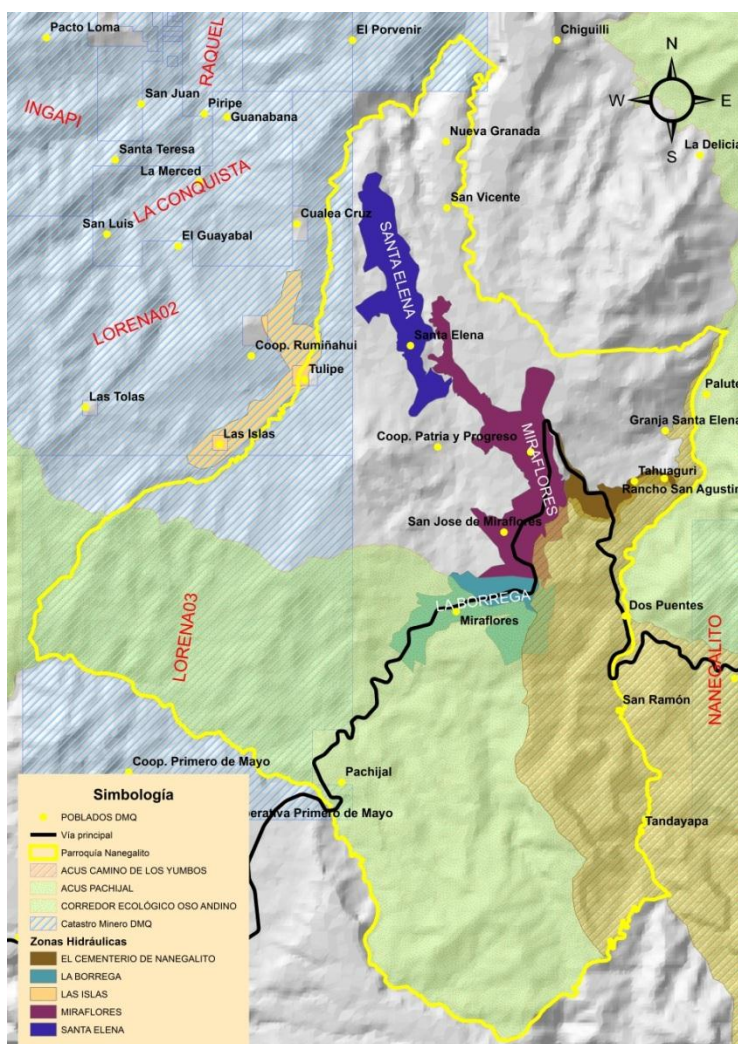 Pacto Loma
El Porvenir
Chiguilli
N
W
E
S
RAQUEL
San Juan
Piripe
Guanabana
INGAPI
Nueva Granada
La Delicia
Santa Teresa
La Merced
LA CONQUISTA
San Vicente
San Luis
Cualea Cruz
El Guayabal
SANTA ELENA
LORENA02
Santa Elena
Coop. Rumiñahui
Tulipe
Las Tolas
Palute
Las Islas
Coop. Patria y Progreso
Granja Santa Elena
MIRAFLORES
Tahuaguri
Rancho San Agustin
San Jose de Miraflores
LA BORREGA
Miraflores
Dos Puentes
LORENA03
NANEGALITO
San Ramón
Coop. Primero de Mayo
Pachijal
perativa Primero de Mayo
Tandayapa
Simbología
POBLADOS DMQ
Vía principal
Parroquía Nanegalito
ACUS CAMINO DE LOS YUMBOS
ACUS PACHIJAL
CORREDOR ECOLÓGICO OSO ANDINO
Catastro Minero DMQ
Zonas Hidráulicas
EL CEMENTERIO DE NANEGALITO
LA BORREGA
LAS ISLAS
MIRAFLORES
SANTA ELENA